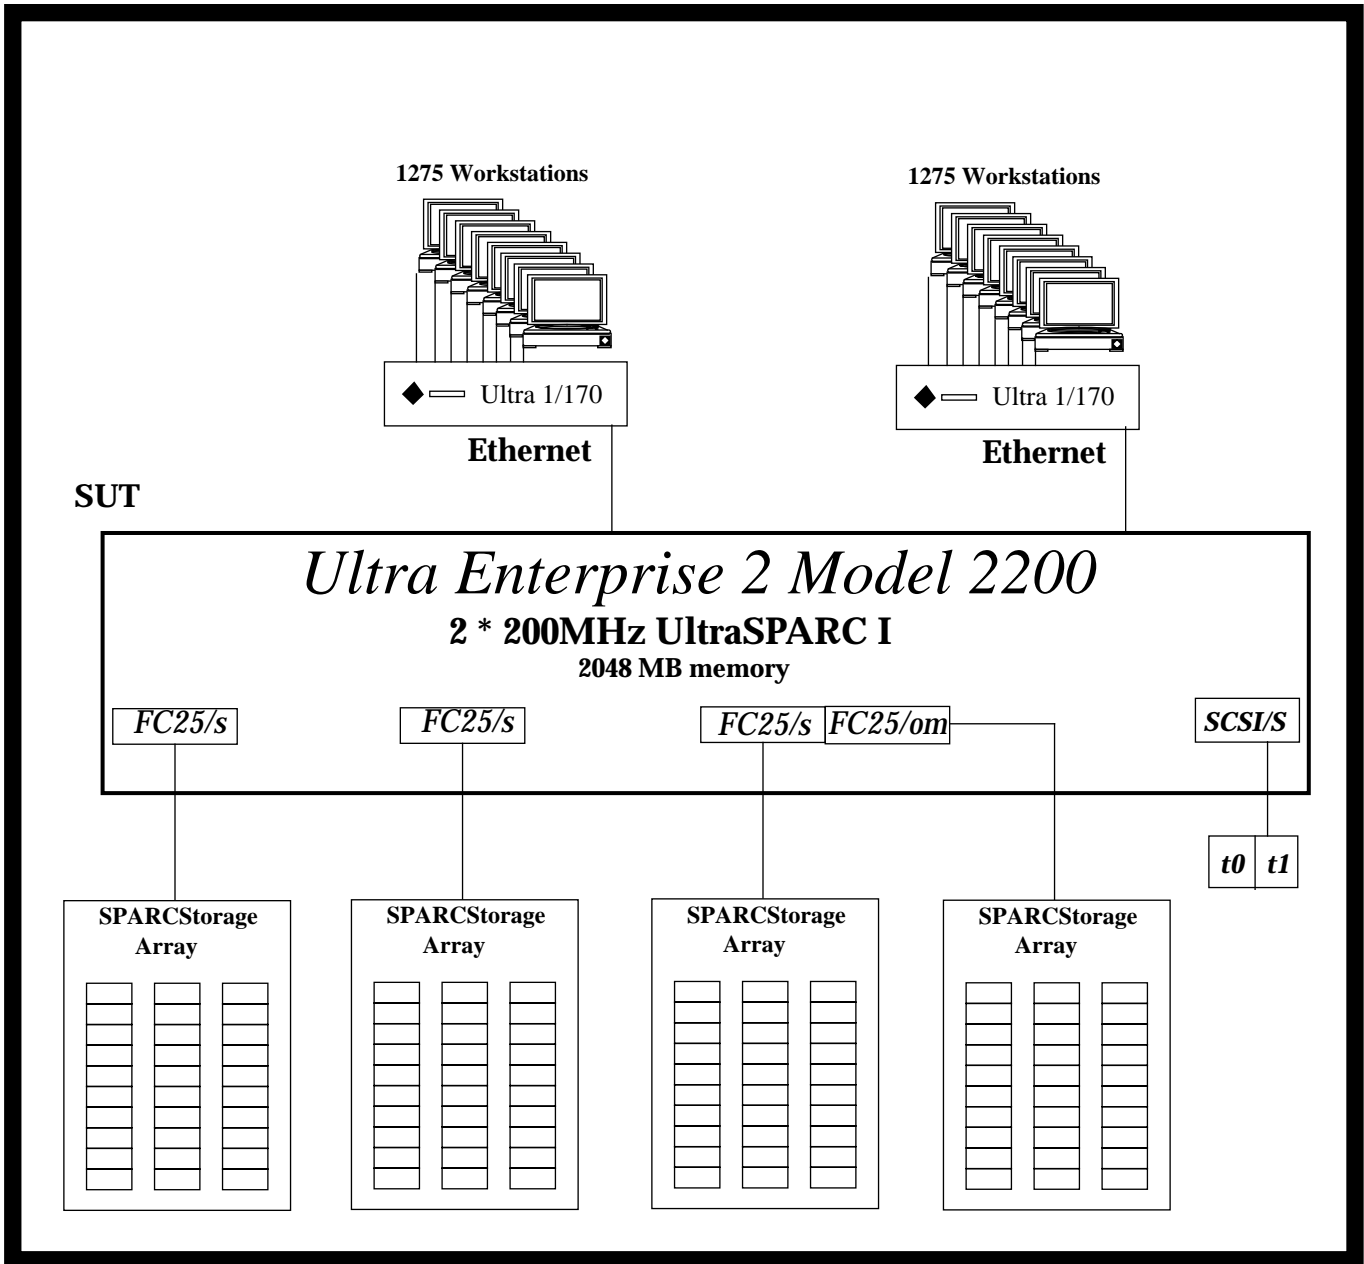 1275 Workstations
1275 Workstations
Ultra 1/170
Ultra 1/170
Ethernet
Ethernet
SUT
Ultra Enterprise 2 Model 2200
2 * 200MHz UltraSPARC I
2048 MB memory
FC25/s
FC25/s
FC25/s
FC25/om
SCSI/S
t0
t1
SPARCStorage
Array
SPARCStorage
Array
SPARCStorage
Array
SPARCStorage
Array